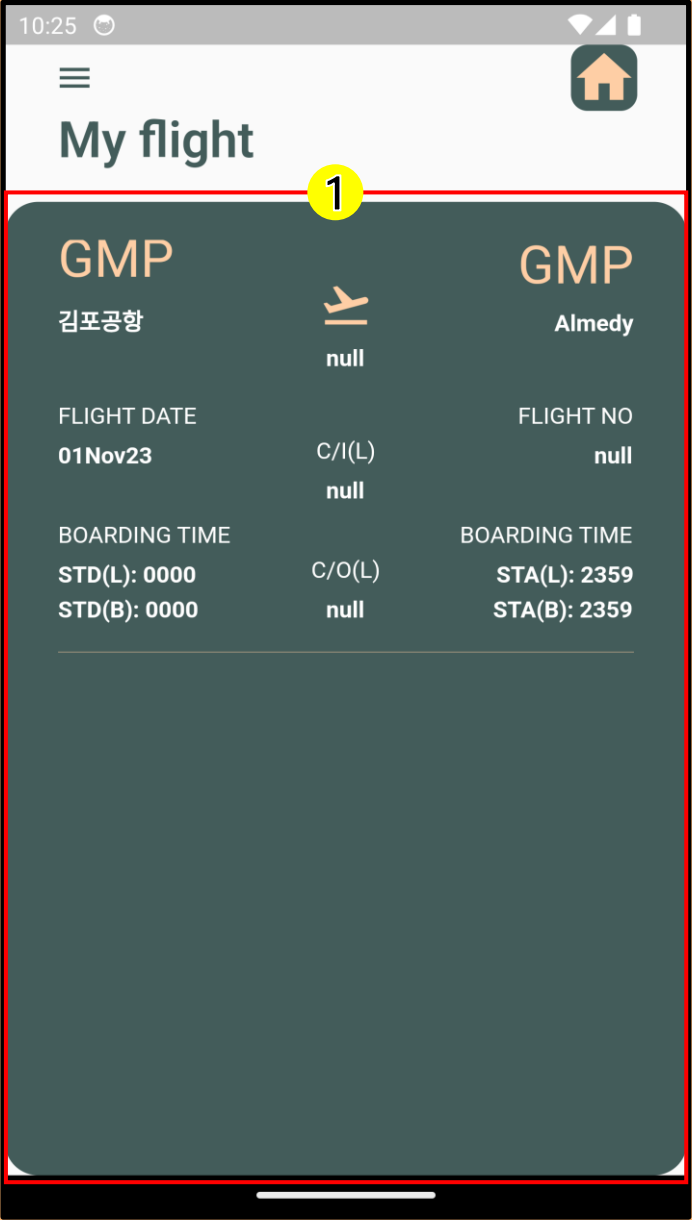 10:25
My flight
1
GMP GMP
김포공항 Almedy
null
FLIGHT DATE FLIGHT NO
01Nov23 C/I(L) null
null
BOARDING TIME BOARDING TIME
STD(L): 0000 C/O(L) STA(L): 2359
STD(B): 0000 null STA(B): 2359